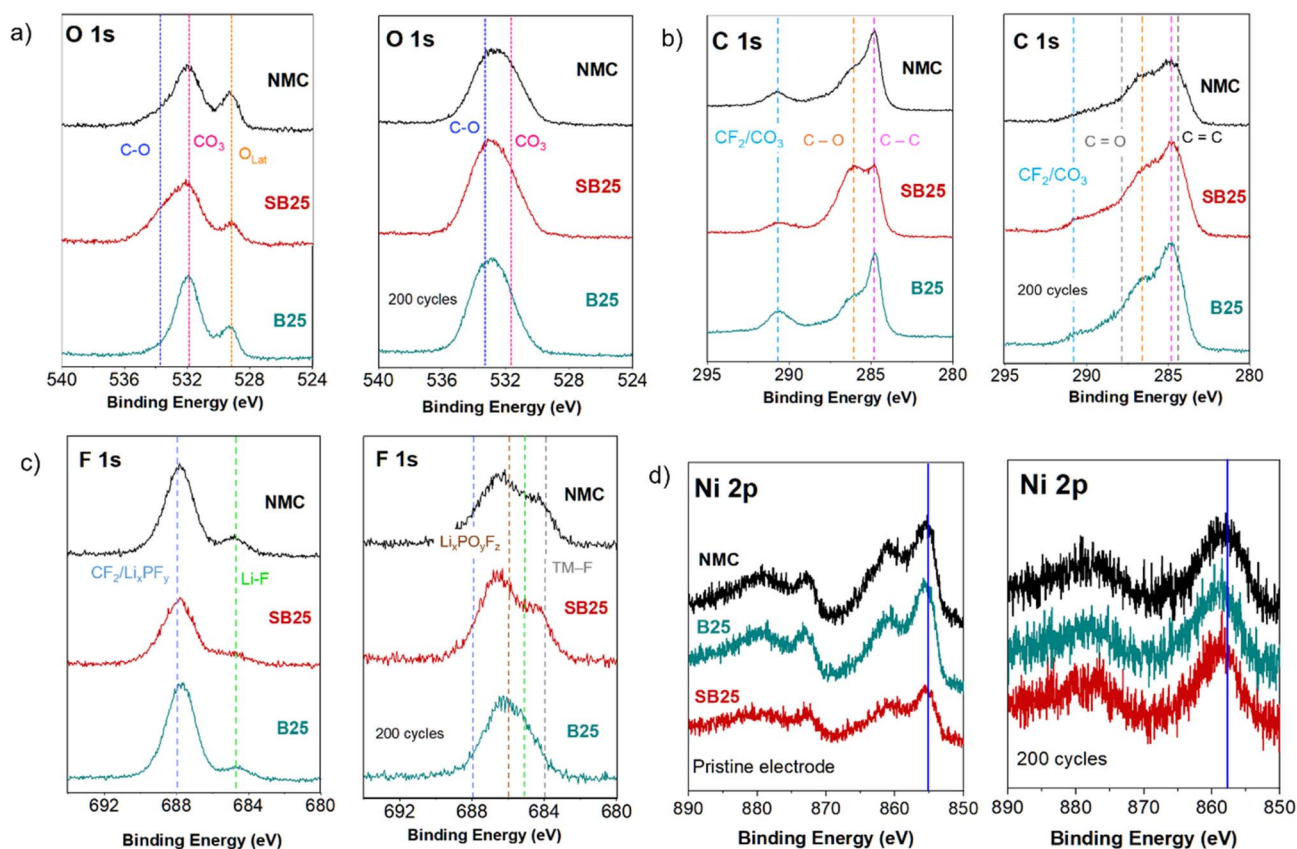 a)
O 1s
NMC
C-O
CO₃
O_Lat
SB25
B25
540 536 532 528 524
Binding Energy (eV)
O 1s
NMC
C-O
CO₃
SB25
B25
200 cycles
540 536 532 528 524
Binding Energy (eV)
b)
C 1s
NMC
CF₂/CO₃
C – O
C – C
SB25
B25
295 290 285 280
Binding Energy (eV)
C 1s
NMC
C = O
C = C
CF₂/CO₃
SB25
200 cycles
B25
295 290 285 280
Binding Energy (eV)
c)
F 1s
NMC
CF₂/LiₓPF_y
Li-F
SB25
B25
692 688 684 680
Binding Energy (eV)
F 1s
NMC
LiₓPO_yF_z
TM–F
SB25
200 cycles
B25
692 688 684 680
Binding Energy (eV)
d)
Ni 2p
NMC
B25
SB25
Pristine electrode
890 880 870 860 850
Binding Energy (eV)
Ni 2p
200 cycles
890 880 870 860 850
Binding Energy (eV)